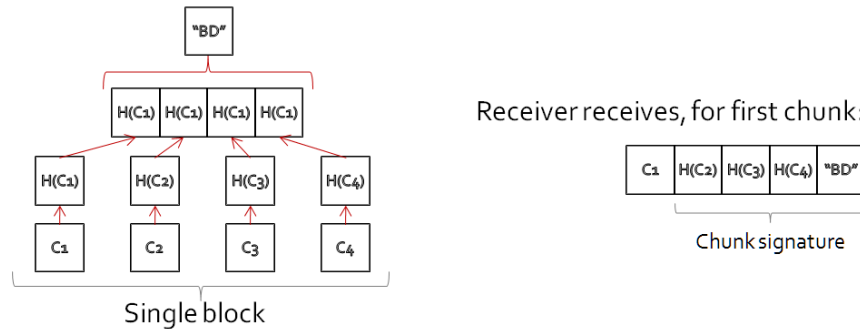 "BD"
H(C1) H(C1) H(C1) H(C1)
H(C1) H(C2) H(C3) H(C4)
C1 C2 C3 C4
Single block
Receiver receives, for first chunk:
C1 H(C2) H(C3) H(C4) "BD"
Chunk signature